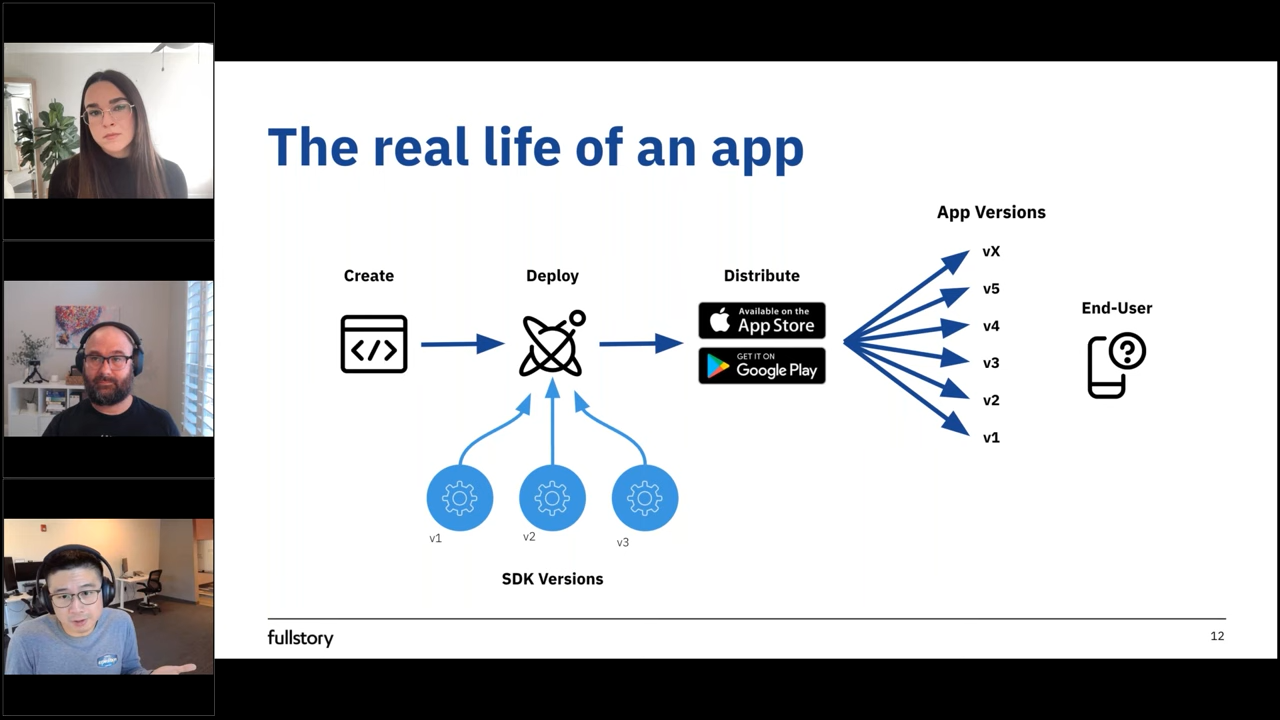 The real life of an app
App Versions
Create
Deploy
Distribute
Available on the
App Store
GET IT ON
Google Play
vX
v5
v4
v3
v2
v1
End-User
v1
v2
v3
SDK Versions
fullstory
12